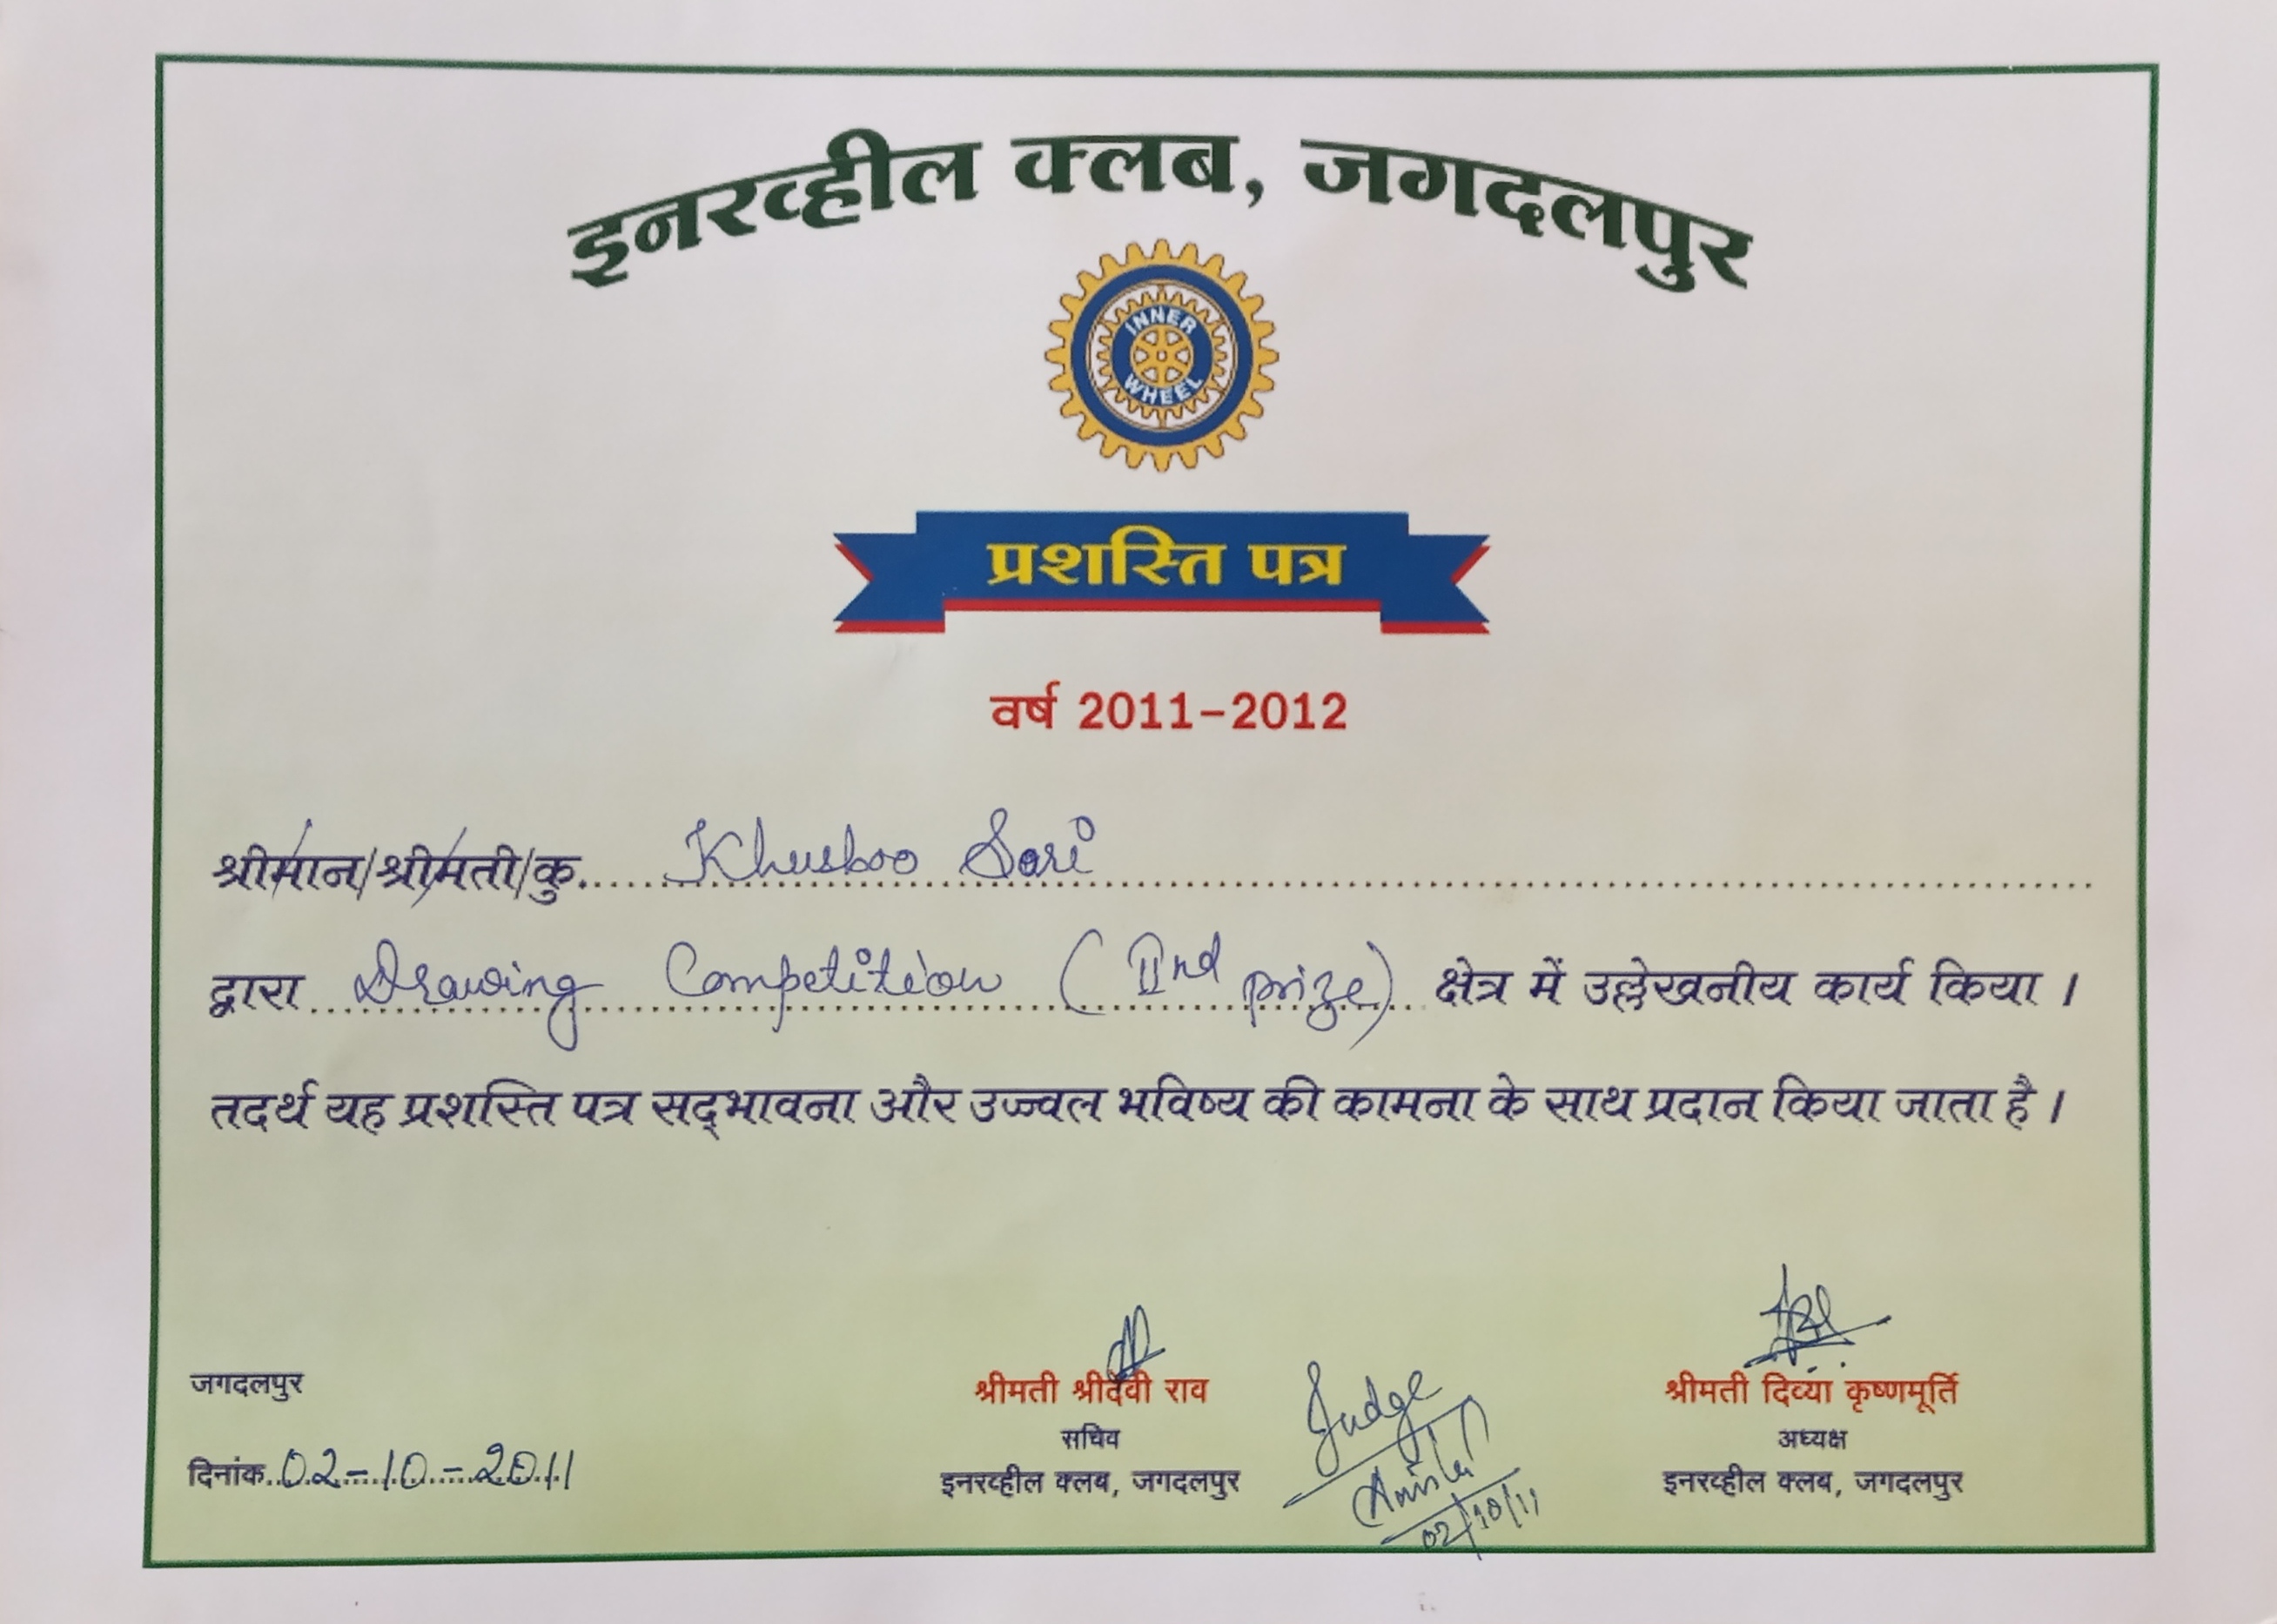 इनरव्हील क्लब, जगदलपुर
INNER
WHEEL
प्रशस्ति पत्र
वर्ष 2011-2012
श्रीमान/श्रीमती/कु. Khusboo Sori
द्वारा Drawing Competition (IInd prize) क्षेत्र में उल्लेखनीय कार्य किया ।
तदर्थ यह प्रशस्ति पत्र सद्‌भावना और उज्ज्वल भविष्य की कामना के साथ प्रदान किया जाता है ।
जगदलपुर
दिनांक 02-10-2011
श्रीमती श्रीदेवी राव
सचिव
इनरव्हील क्लब, जगदलपुर
Judge
02/10/11
श्रीमती दिव्या कृष्णमूर्ति
अध्यक्ष
इनरव्हील क्लब, जगदलपुर